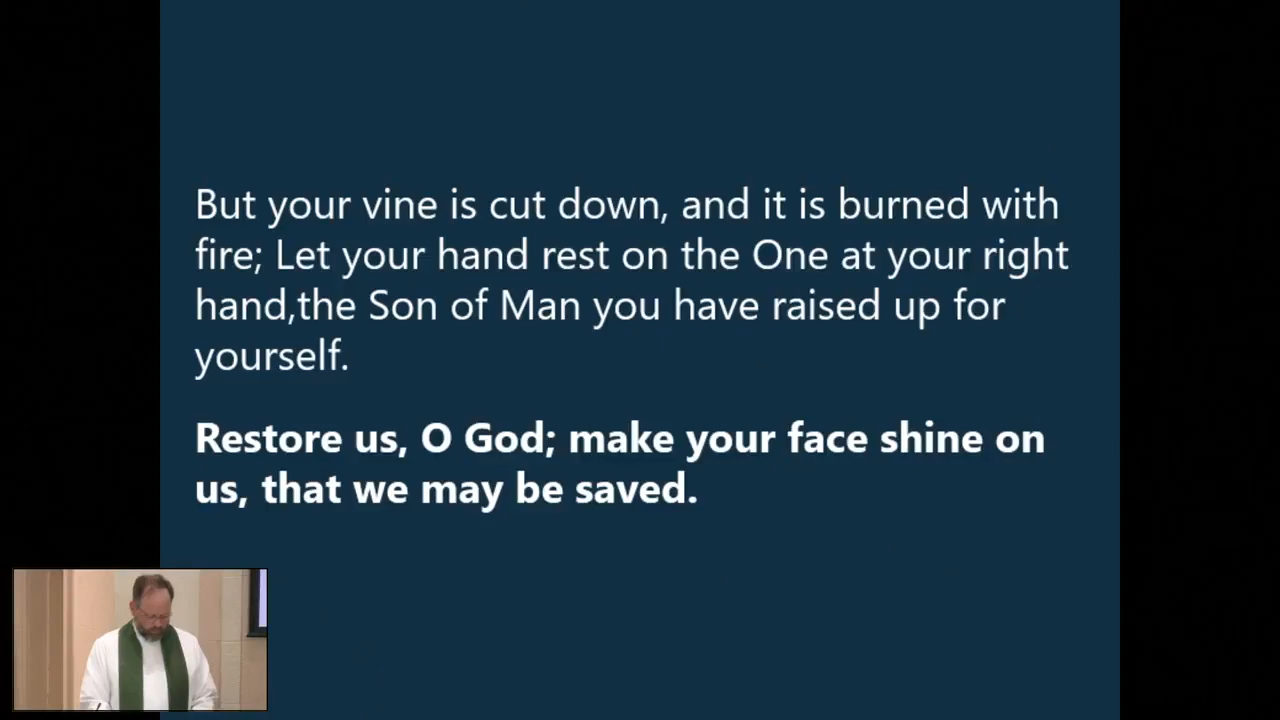 But your vine is cut down, and it is burned with
fire; Let your hand rest on the One at your right
hand,the Son of Man you have raised up for
yourself.
Restore us, O God; make your face shine on
us, that we may be saved.